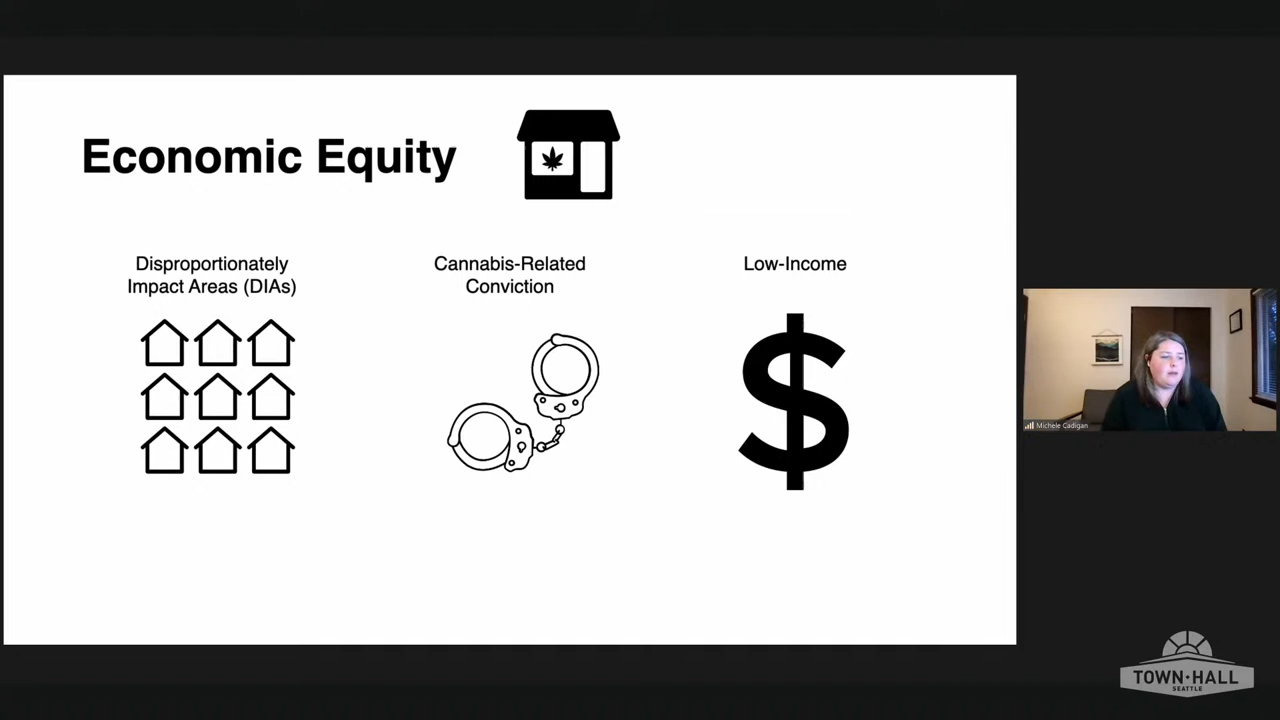 Economic Equity
Disproportionately
Impact Areas (DIAs)
Cannabis-Related
Conviction
Low-Income
$
Michele Cadigan
TOWN·HALL
SEATTLE